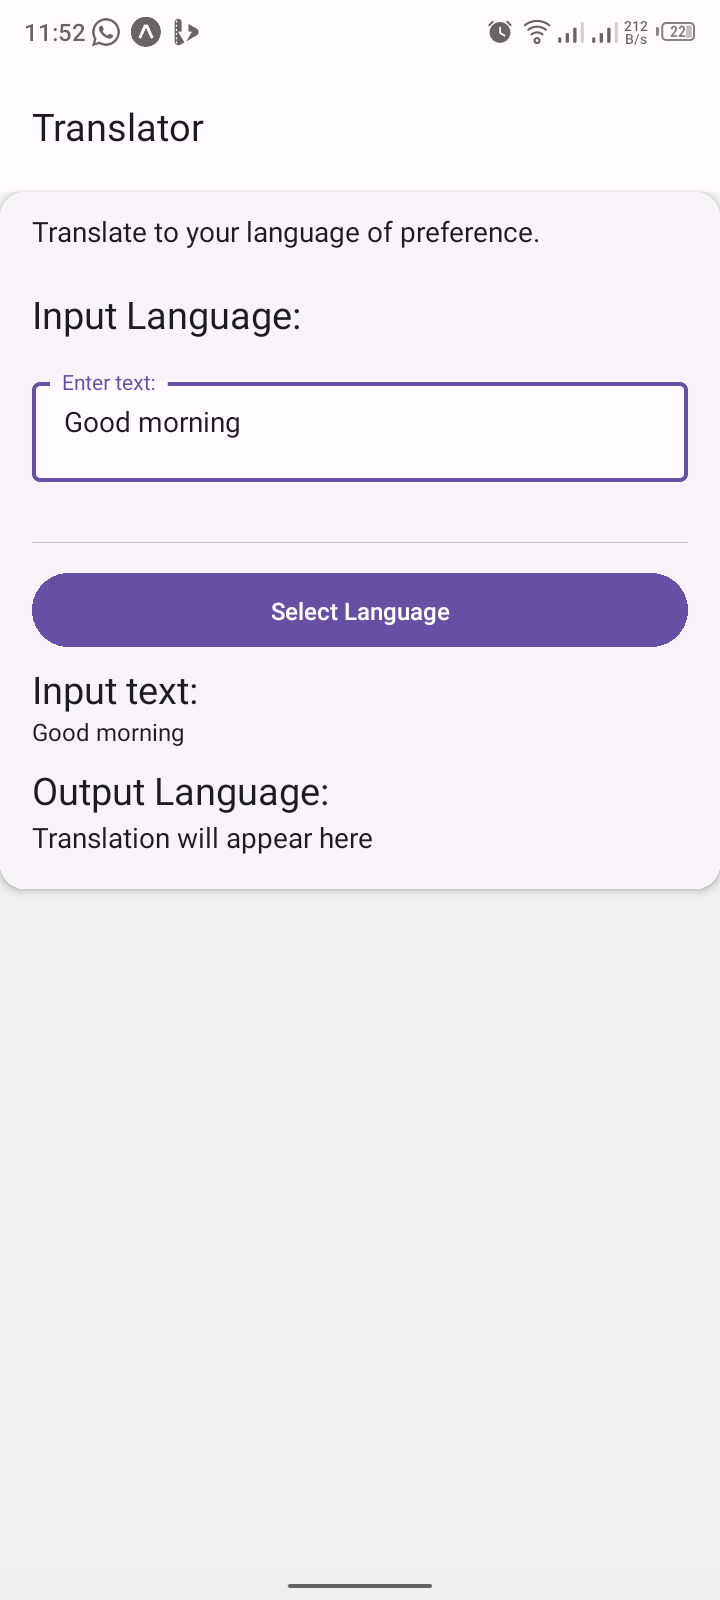 11:52
212
B/s
22
Translator
Translate to your language of preference.
Input Language:
Enter text:
Good morning
Select Language
Input text:
Good morning
Output Language:
Translation will appear here